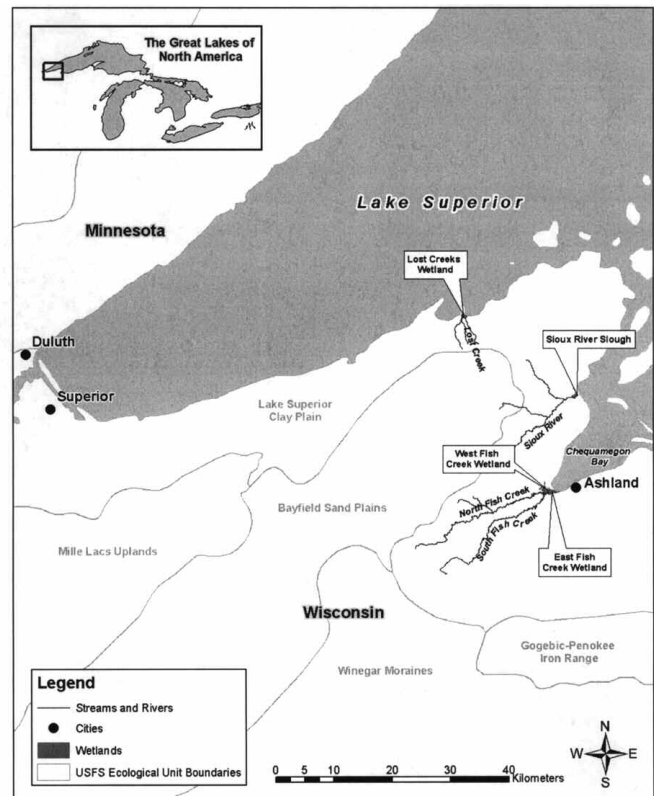 The Great Lakes of
North America
Lake Superior
Minnesota
Lost Creeks
Wetland
Lost Creek
Duluth
Sioux River Slough
Superior
Lake Superior
Clay Plain
Sioux River
Chequamegon
Bay
West Fish
Creek Wetland
Ashland
North Fish Creek
Bayfield Sand Plains
South Fish Creek
Mille Lacs Uplands
East Fish
Creek Wetland
Wisconsin
Gogebic-Penokee
Iron Range
Winegar Moraines
Legend
Streams and Rivers
Cities
Wetlands
USFS Ecological Unit Boundaries
N
W E
S
0 5 10 20 30 40
Kilometers